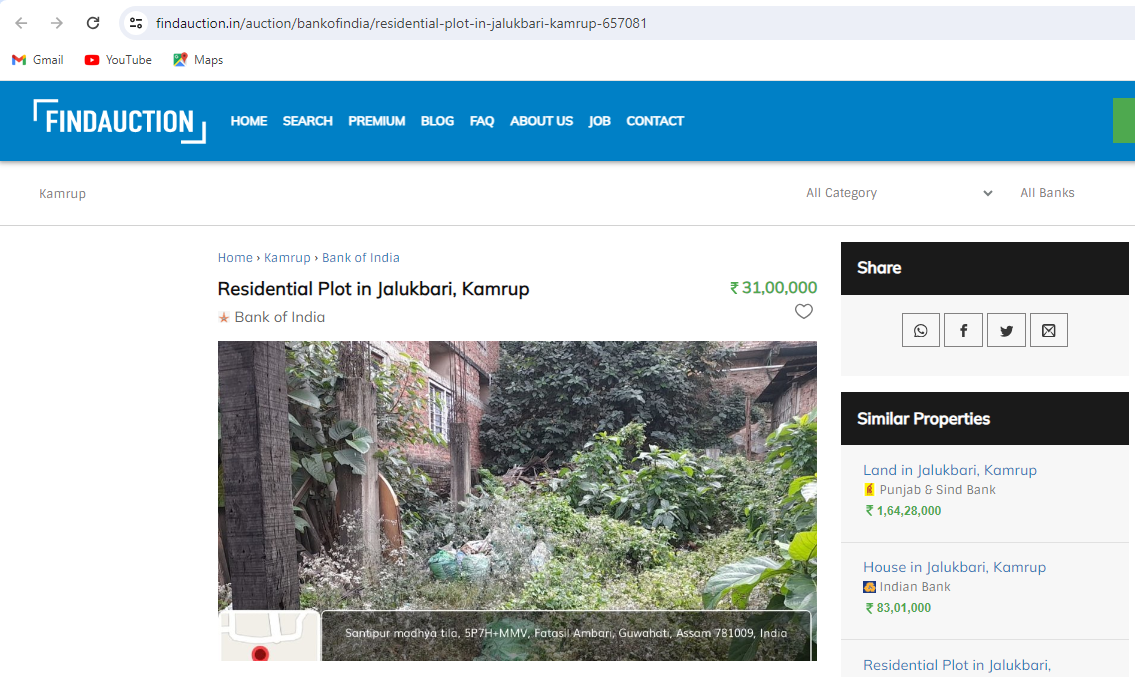 findauction.in/auction/bankofindia/residential-plot-in-jalukbari-kamrup-657081
Gmail YouTube Maps
FINDAUCTION HOME SEARCH PREMIUM BLOG FAQ ABOUT US JOB CONTACT
Kamrup All Category All Banks
Home › Kamrup › Bank of India
Residential Plot in Jalukbari, Kamrup ₹ 31,00,000
Bank of India
Santipur madhya tila, 5P7H+MMV, Fatasil Ambari, Guwahati, Assam 781009, India
Share
Similar Properties
Land in Jalukbari, Kamrup
Punjab & Sind Bank
₹ 1,64,28,000
House in Jalukbari, Kamrup
Indian Bank
₹ 83,01,000
Residential Plot in Jalukbari,